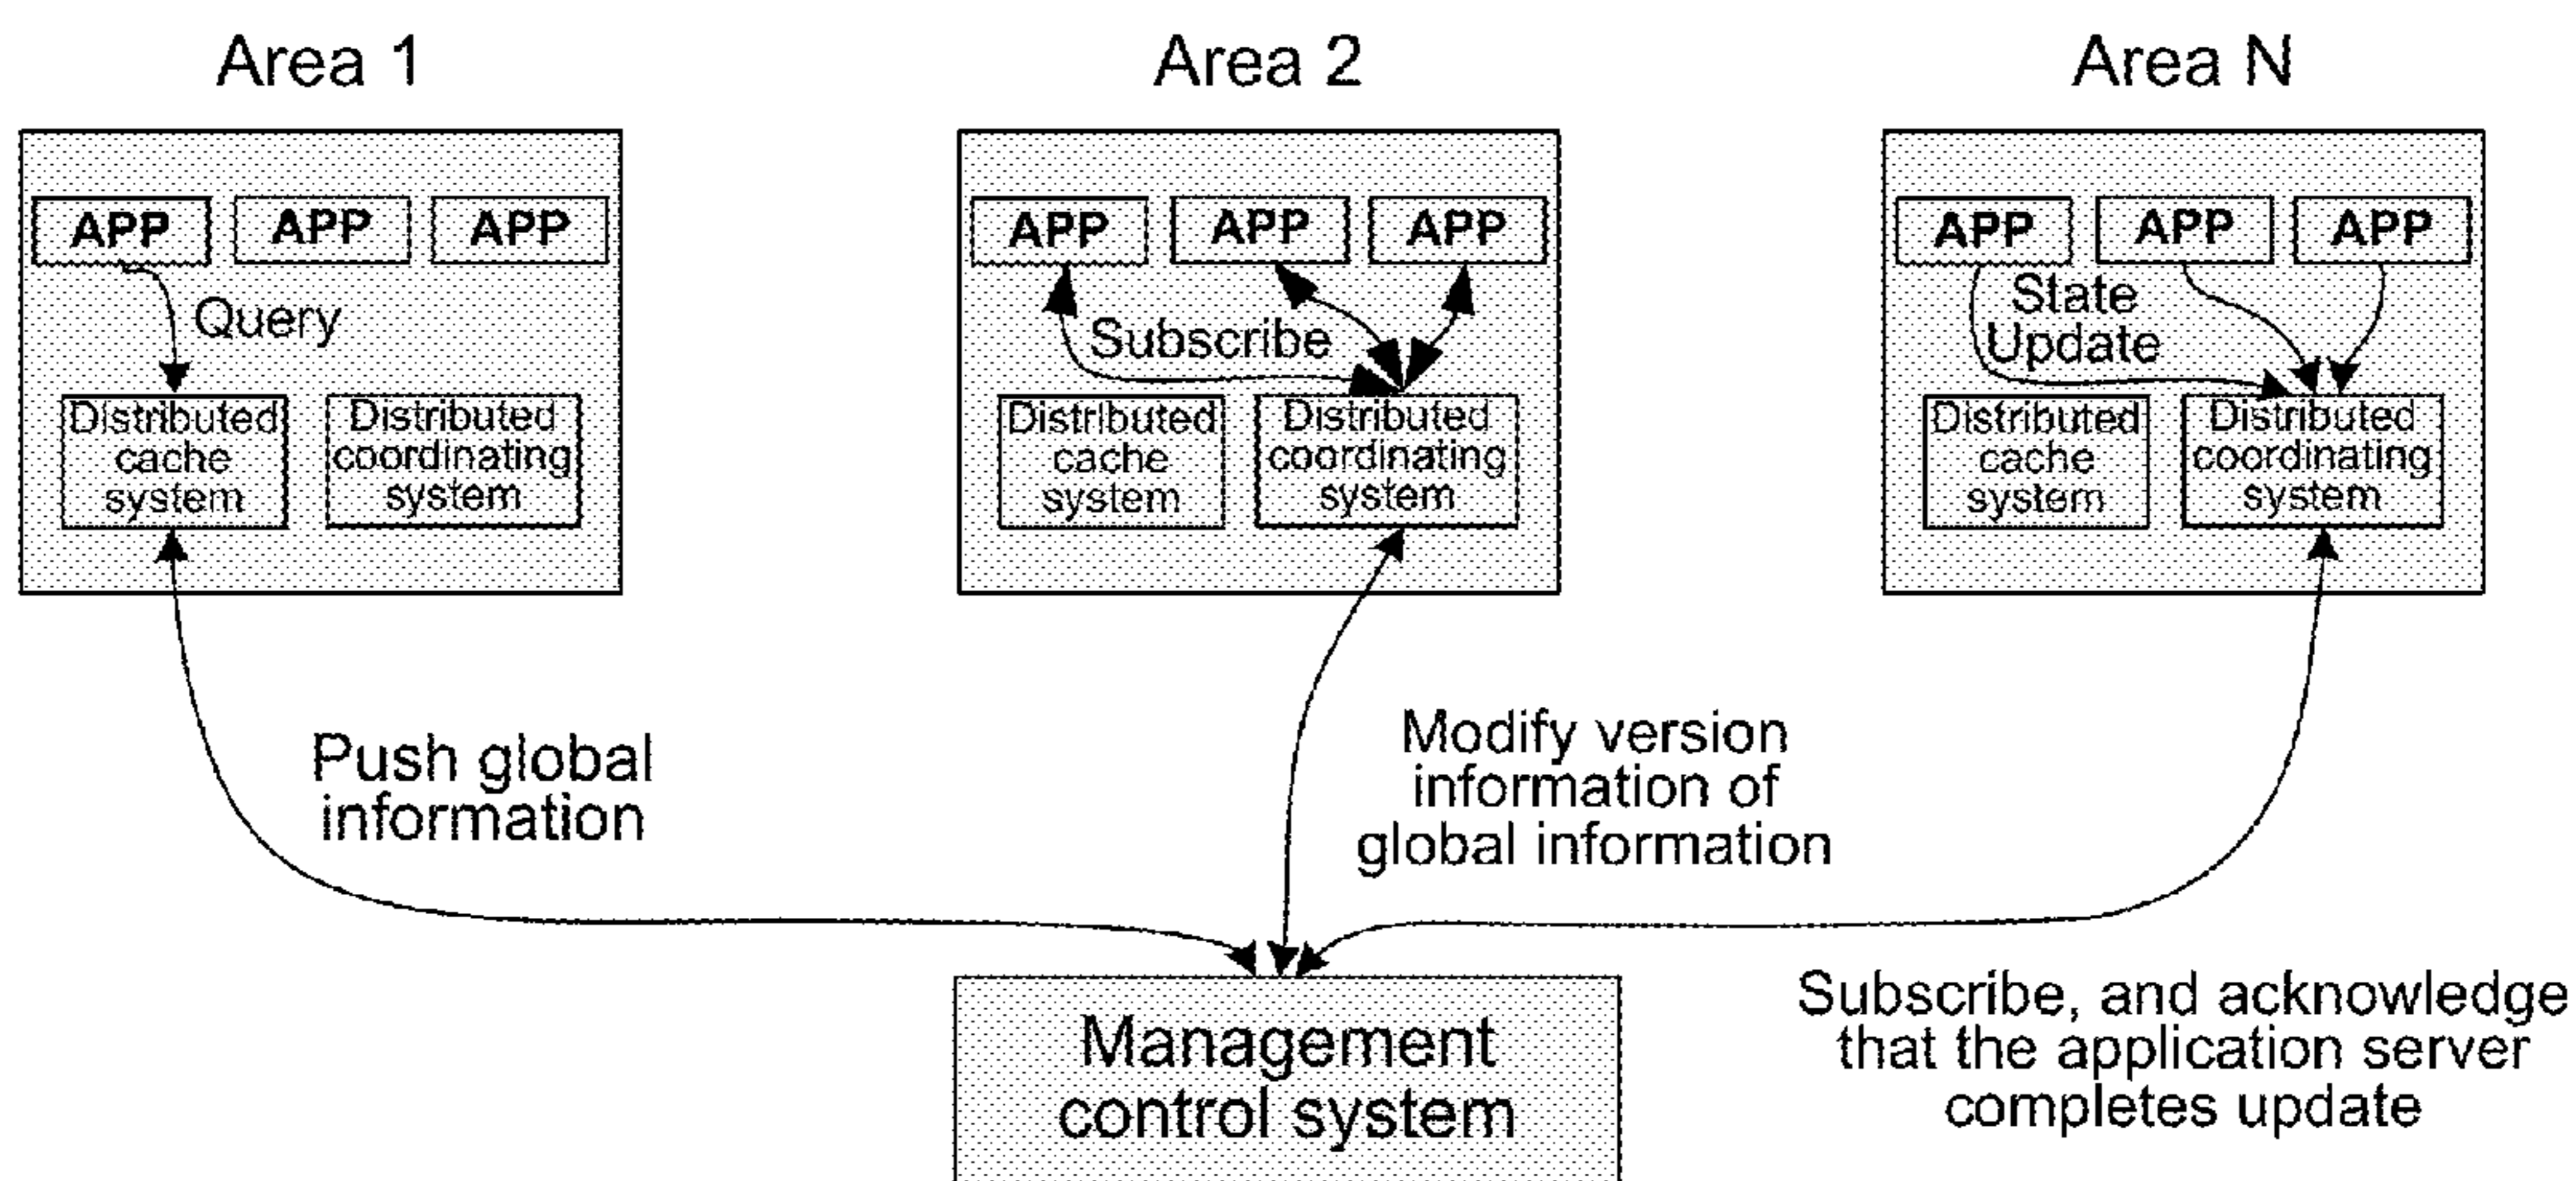 Area 1
APP
APP
APP
Query
Distributed
cache
system
Distributed
coordinating
system
Area 2
APP
APP
APP
Subscribe
Distributed
cache
system
Distributed
coordinating
system
Area N
APP
APP
APP
State
Update
Distributed
cache
system
Distributed
coordinating
system
Push global
information
Modify version
information of
global information
Management
control system
Subscribe, and acknowledge
that the application server
completes update